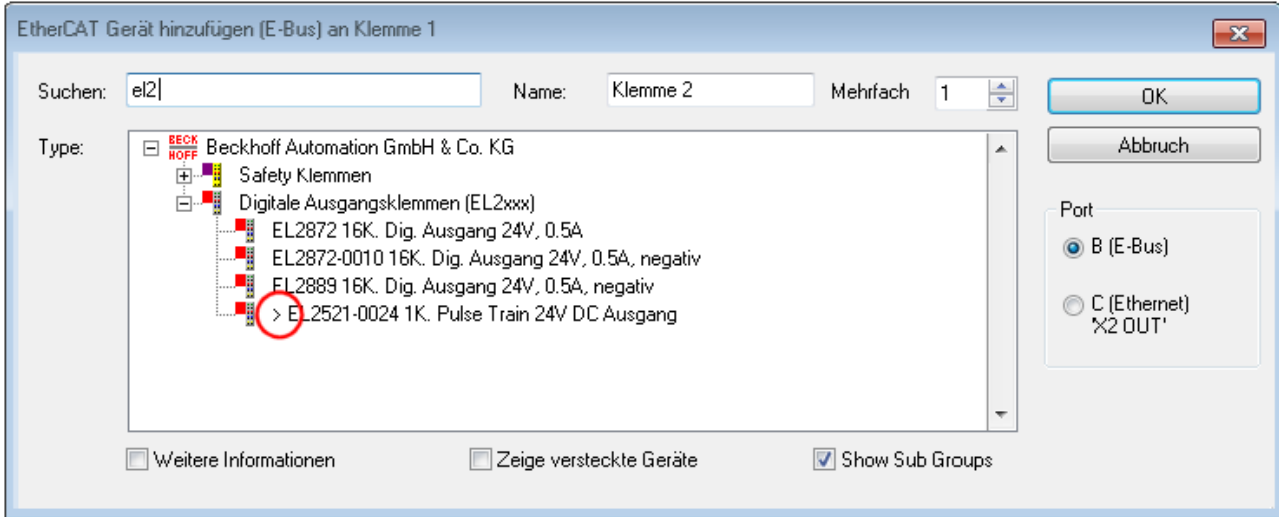 EtherCAT Gerät hinzufügen (E-Bus) an Klemme 1
Suchen: el2 Name: Klemme 2 Mehrfach 1 OK
Type: BECKHOFF Beckhoff Automation GmbH & Co. KG Abbruch
Safety Klemmen
Digitale Ausgangsklemmen (EL2xxx)
EL2872 16K. Dig. Ausgang 24V, 0.5A
EL2872-0010 16K. Dig. Ausgang 24V, 0.5A, negativ
EL2889 16K. Dig. Ausgang 24V, 0.5A, negativ
> EL2521-0024 1K. Pulse Train 24V DC Ausgang
Port
B (E-Bus)
C (Ethernet)
'X2 OUT'
Weitere Informationen Zeige versteckte Geräte Show Sub Groups